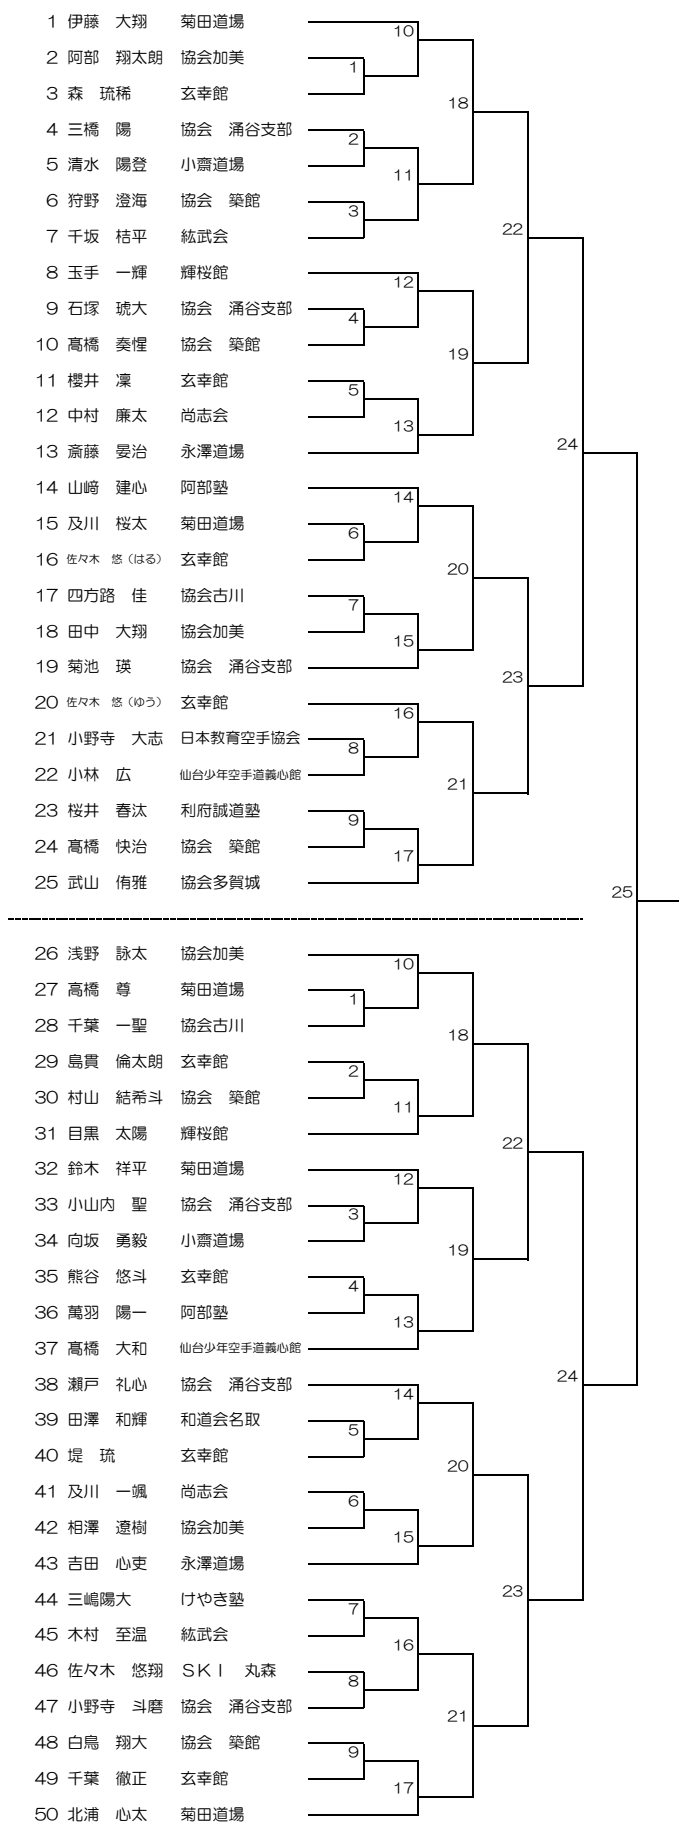 1 伊藤　大翔　菊田道場
10
2 阿部　翔太朗　協会加美
1
3 森　琉稀　玄幸館
18
4 三橋　陽　協会　涌谷支部
2
5 清水　陽登　小齋道場
11
6 狩野　澄海　協会　築館
3
7 千坂　桔平　紘武会
22
8 玉手　一輝　輝桜館
12
9 石塚　琥大　協会　涌谷支部
4
10 髙橋　奏惺　協会　築館
19
11 櫻井　凜　玄幸館
5
12 中村　廉太　尚志会
13
13 斎藤　晏治　永澤道場
24
14 山﨑　建心　阿部塾
14
15 及川　桜太　菊田道場
6
16 佐々木　悠（はる）　玄幸館
20
17 四方路　佳　協会古川
7
18 田中　大翔　協会加美
15
19 菊池　瑛　協会　涌谷支部
23
20 佐々木　悠（ゆう）　玄幸館
16
21 小野寺　大志　日本教育空手協会
8
22 小林　広　仙台少年空手道義心館
21
23 桜井　春汰　利府誠道塾
9
24 髙橋　快治　協会　築館
17
25 武山　侑雅　協会多賀城
25
26 浅野　詠太　協会加美
10
27 高橋　尊　菊田道場
1
28 千葉　一聖　協会古川
18
29 島貫　倫太朗　玄幸館
2
30 村山　結希斗　協会　築館
11
31 目黒　太陽　輝桜館
22
32 鈴木　祥平　菊田道場
12
33 小山内　聖　協会　涌谷支部
3
34 向坂　勇毅　小齋道場
19
35 熊谷　悠斗　玄幸館
4
36 萬羽　陽一　阿部塾
13
37 髙橋　大和　仙台少年空手道義心館
24
38 瀬戸　礼心　協会　涌谷支部
14
39 田澤　和輝　和道会名取
5
40 堤　琉　玄幸館
20
41 及川　一颯　尚志会
6
42 相澤　遼樹　協会加美
15
43 吉田　心吏　永澤道場
23
44 三嶋陽大　けやき塾
7
45 木村　至温　紘武会
16
46 佐々木　悠翔　ＳＫＩ　丸森
8
47 小野寺　斗磨　協会　涌谷支部
21
48 白鳥　翔大　協会　築館
9
49 千葉　徹正　玄幸館
17
50 北浦　心太　菊田道場